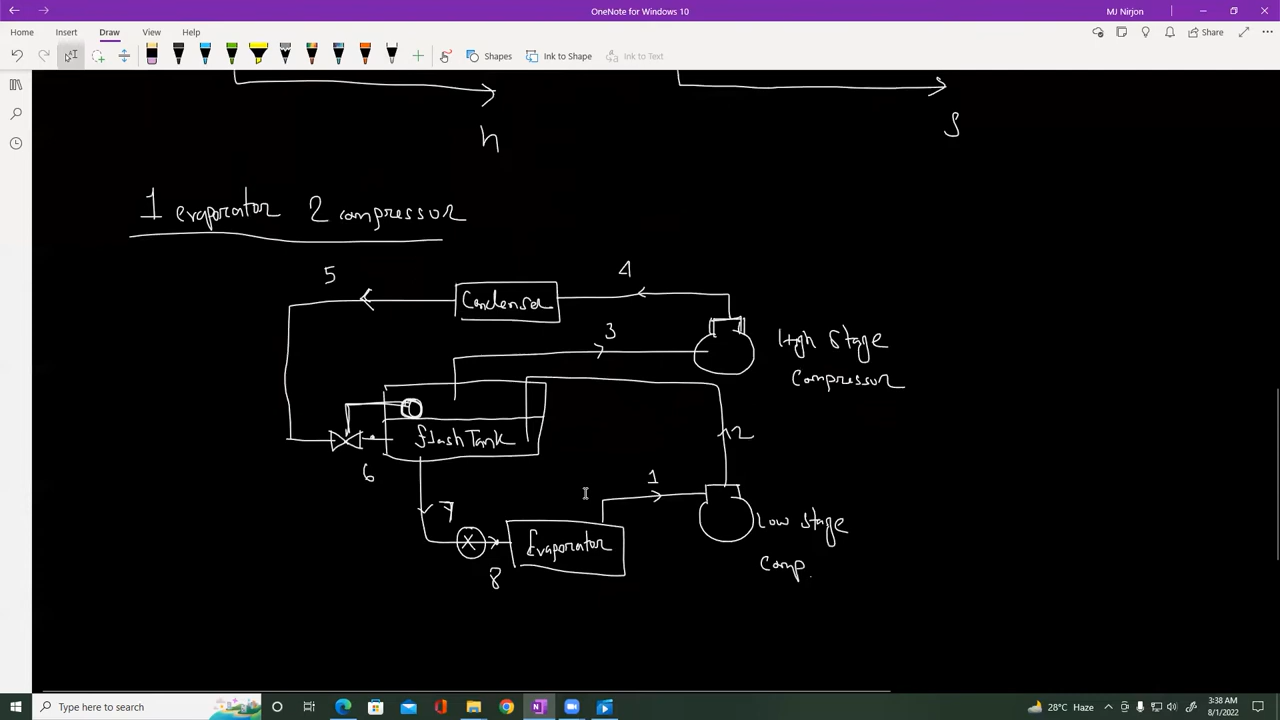 OneNote for Windows 10
MJ Nirjon
Home Insert Draw View Help
Share
Shapes Ink to Shape Ink to Text
h
s
1 evaporator 2 compressor
5
4
Condenser
3
High Stage
Compressor
flash Tank
2
6
1
7
Low Stage
Evaporator
Comp.
8
Type here to search
28°C Haze
3:38 AM
8/1/2022